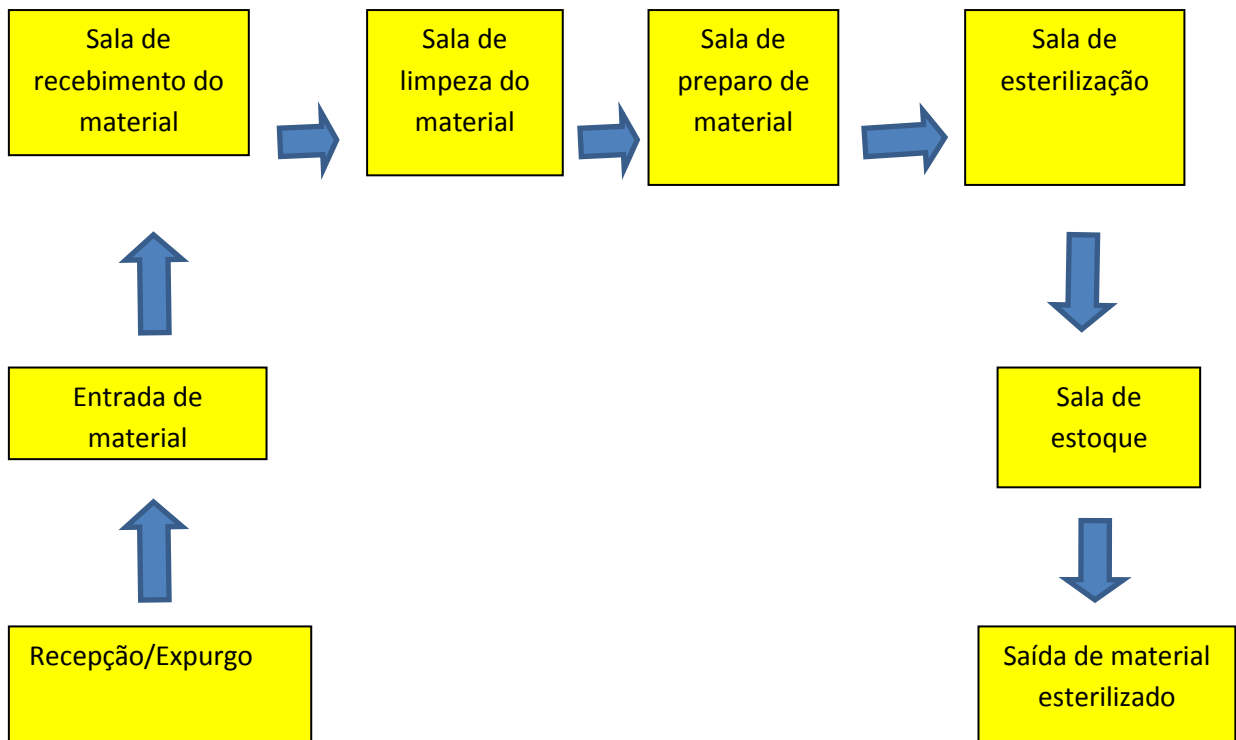 Sala de
recebimento do
material
Sala de
limpeza do
material
Sala de
preparo de
material
Sala de
esterilização
Entrada de
material
Sala de
estoque
Recepção/Expurgo
Saída de material
esterilizado